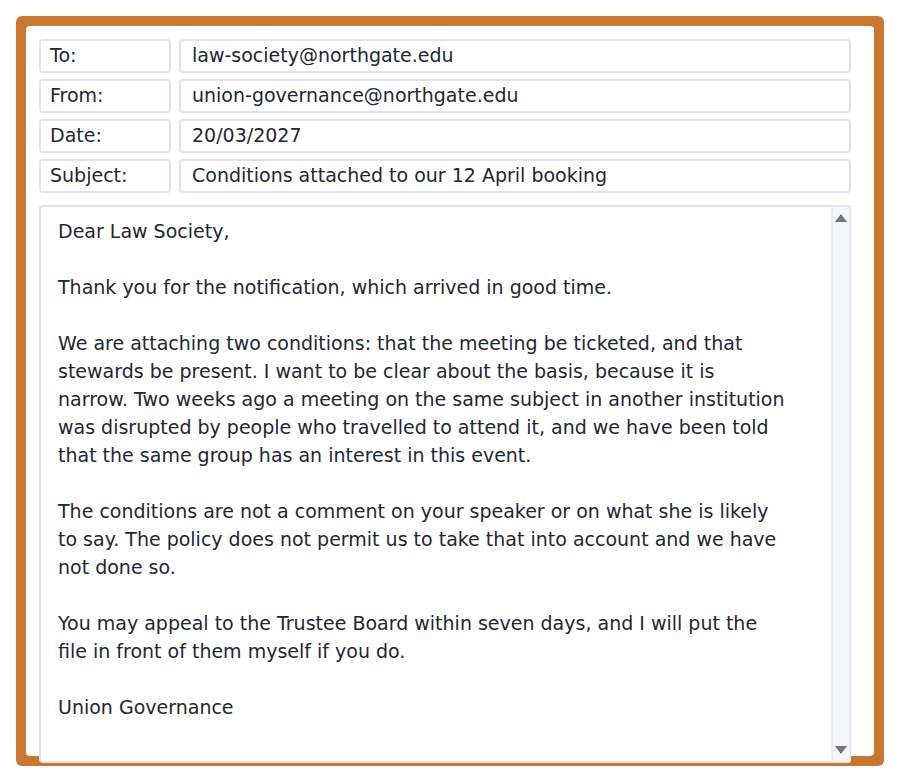 To: law-society@northgate.edu
From: union-governance@northgate.edu
Date: 20/03/2027
Subject: Conditions attached to our 12 April booking
Dear Law Society,
Thank you for the notification, which arrived in good time.
We are attaching two conditions: that the meeting be ticketed, and that
stewards be present. I want to be clear about the basis, because it is
narrow. Two weeks ago a meeting on the same subject in another institution
was disrupted by people who travelled to attend it, and we have been told
that the same group has an interest in this event.
The conditions are not a comment on your speaker or on what she is likely
to say. The policy does not permit us to take that into account and we have
not done so.
You may appeal to the Trustee Board within seven days, and I will put the
file in front of them myself if you do.
Union Governance